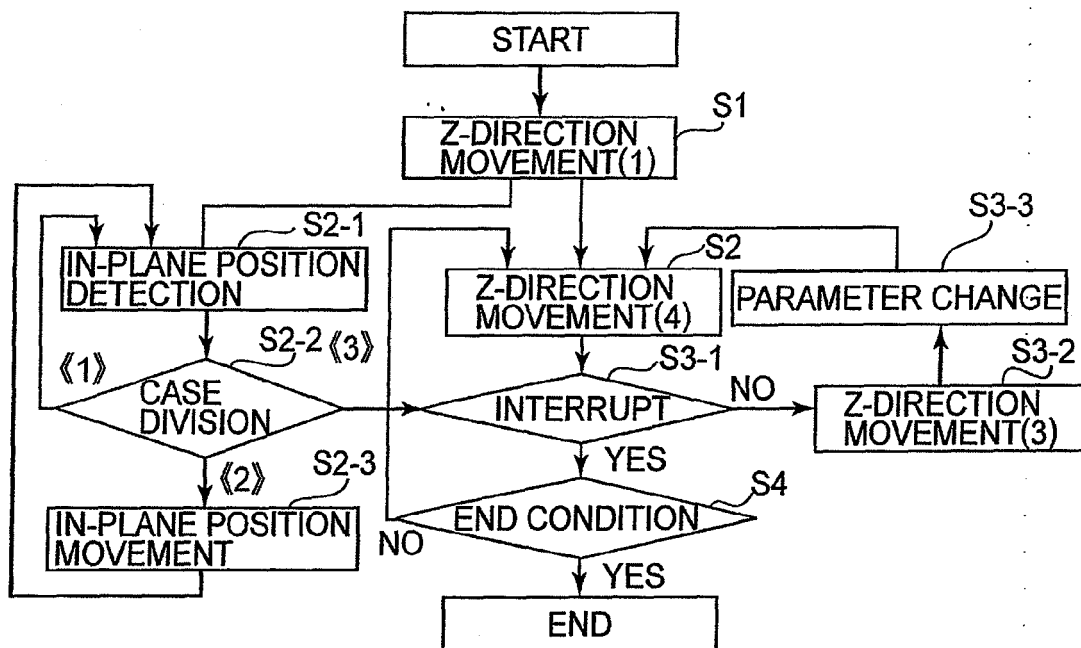 START
S1
Z-DIRECTION
MOVEMENT(1)
S2-1
IN-PLANE POSITION
DETECTION
S2
Z-DIRECTION
MOVEMENT(4)
S3-3
PARAMETER CHANGE
《1》
S2-2
《3》
CASE
DIVISION
S3-1
INTERRUPT
NO
S3-2
Z-DIRECTION
MOVEMENT(3)
YES
《2》
S2-3
IN-PLANE POSITION
MOVEMENT
S4
END CONDITION
NO
YES
END